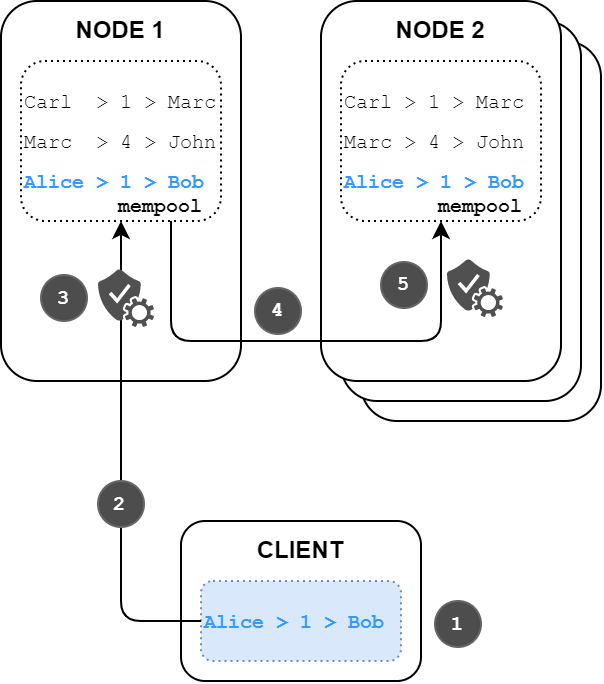 NODE 1
Carl  > 1 > Marc
Marc  > 4 > John
Alice > 1 > Bob
mempool
NODE 2
Carl > 1 > Marc
Marc > 4 > John
Alice > 1 > Bob
mempool
3
4
5
2
CLIENT
Alice > 1 > Bob
1